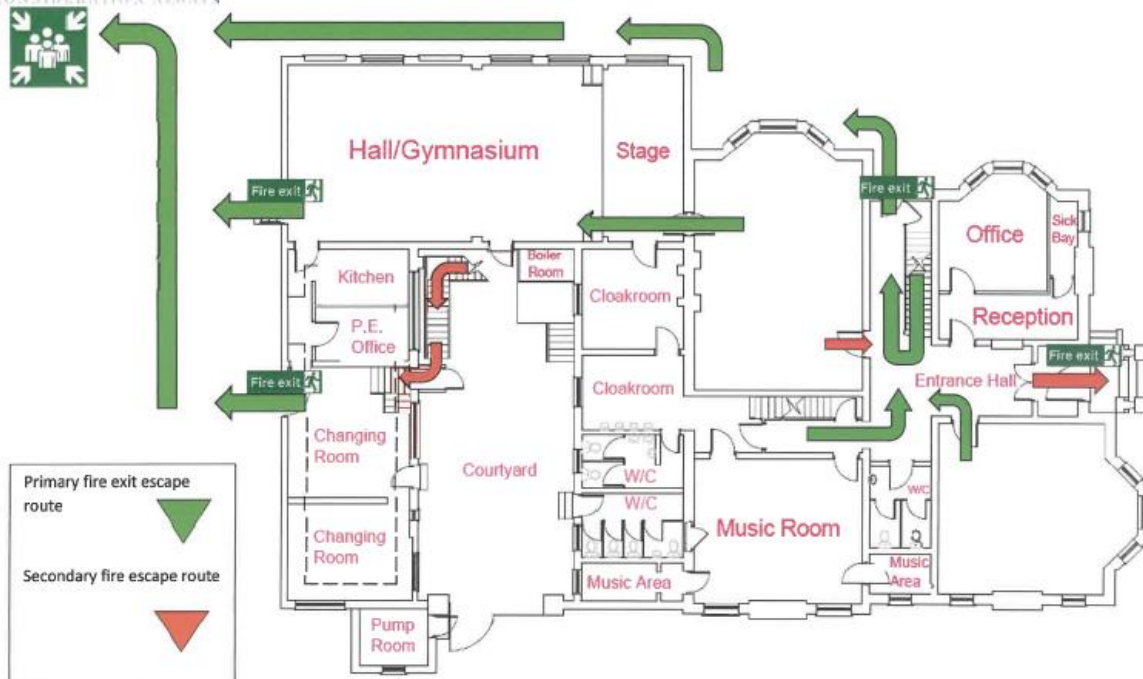 Hall/Gymnasium
Stage
Fire exit
Fire exit
Office
Sick
Bay
Kitchen
Boiler
Room
Cloakroom
P.E.
Office
Reception
Fire exit
Fire exit
Cloakroom
Entrance Hall
Changing
Room
Courtyard
W/C
W/C
W/C
Music Room
Changing
Room
Music Area
Music
Area
Pump
Room
Primary fire exit escape
route
Secondary fire escape route